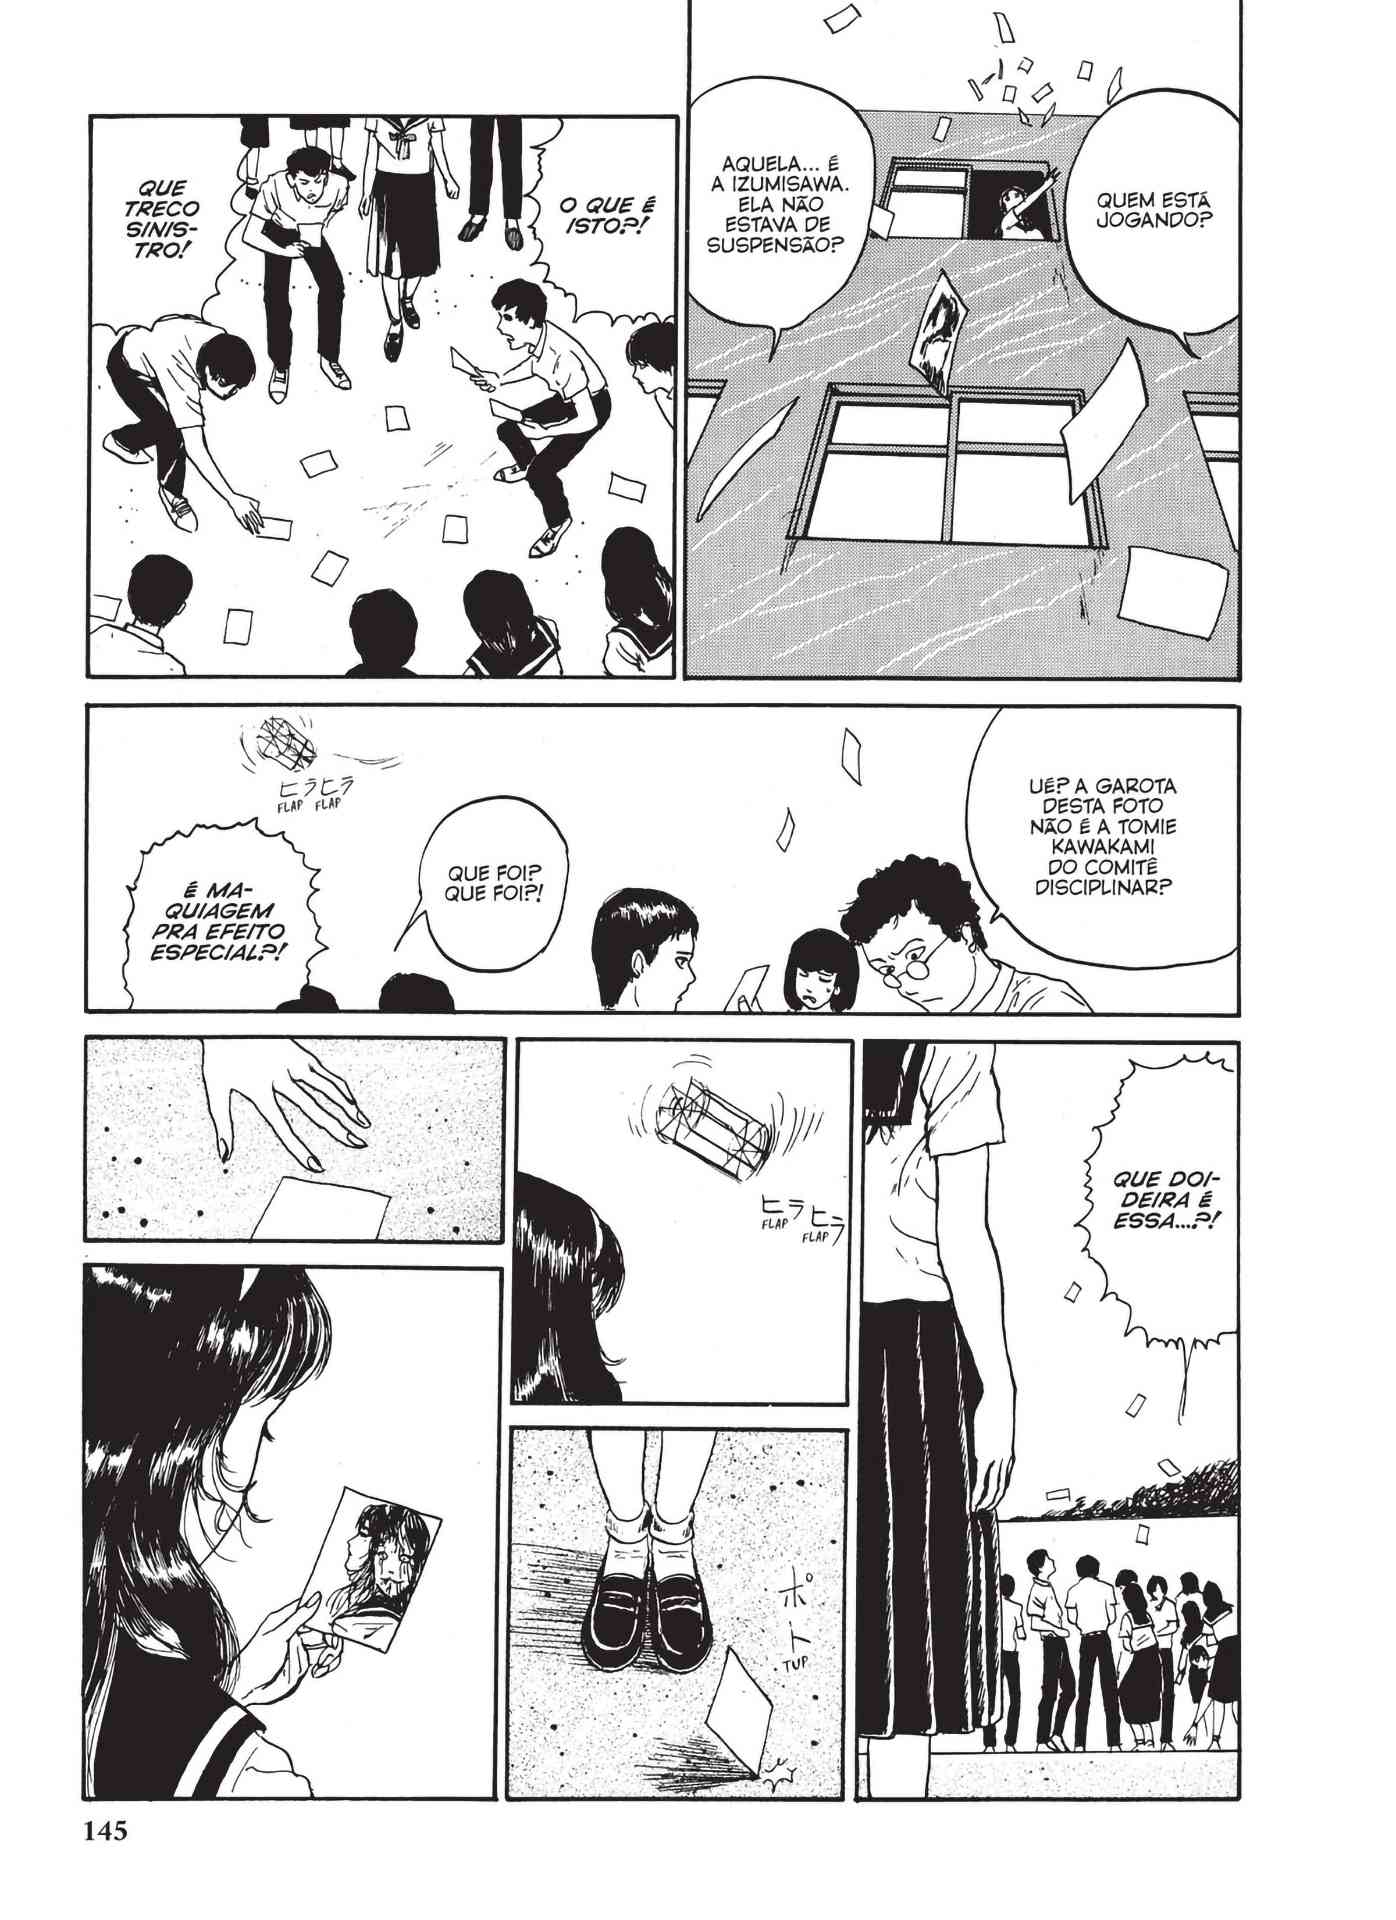 QUEM ESTÁ
JOGANDO?
AQUELA... É
A IZUMISAWA.
ELA NÃO
ESTAVA DE
SUSPENSÃO?
O QUE É
ISTO?!
QUE
TRECO
SINIS-
TRO!
UÉ? A GAROTA
DESTA FOTO
NÃO É A TOMIE
KAWAKAMI
DO COMITÊ
DISCIPLINAR?
QUE FOI?
QUE FOI?!
ヒラヒラ
FLAP FLAP
É MA-
QUIAGEM
PRA EFEITO
ESPECIAL?!
QUE DOI-
DEIRA É
ESSA...?!
ヒラ
FLAP
ヒラ
FLAP
ポト
TUP
145